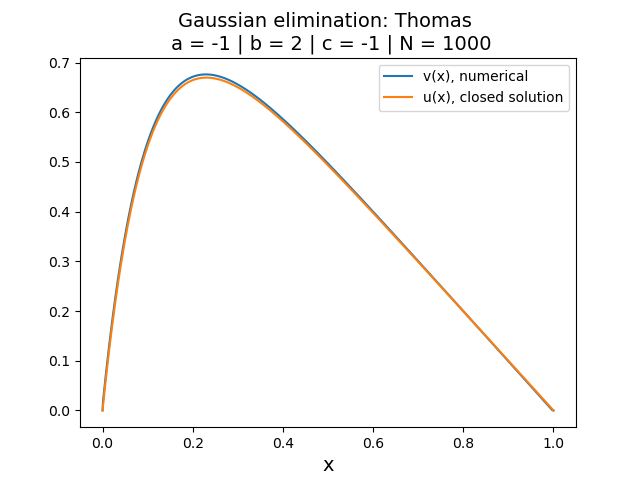 Gaussian elimination: Thomas
a = -1 | b = 2 | c = -1 | N = 1000
v(x), numerical
u(x), closed solution
0.7
0.6
0.5
0.4
0.3
0.2
0.1
0.0
0.0 0.2 0.4 0.6 0.8 1.0
x